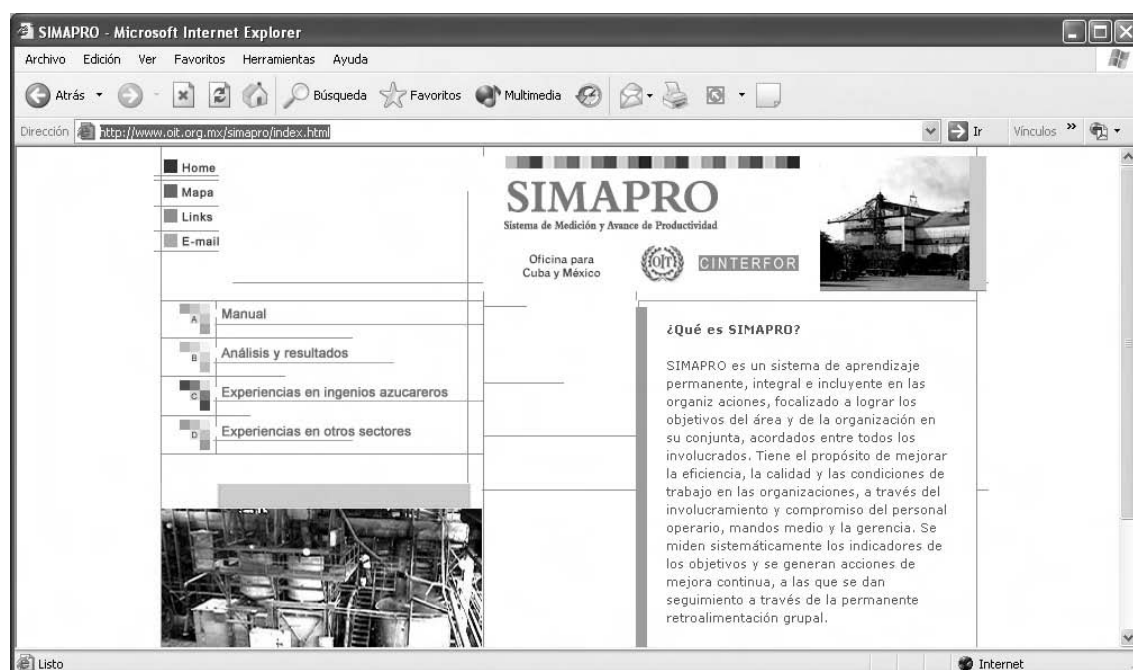 SIMAPRO - Microsoft Internet Explorer
Archivo Edición Ver Favoritos Herramientas Ayuda
Atrás Búsqueda Favoritos Multimedia
Dirección http://www.oit.org.mx/simapro/index.html Ir Vínculos »
Home
Mapa
Links
E-mail
SIMAPRO
Sistema de Medición y Avance de Productividad
Oficina para
Cuba y México
OIT
CINTERFOR
A Manual
B Análisis y resultados
C Experiencias en ingenios azucareros
D Experiencias en otros sectores
¿Qué es SIMAPRO?
SIMAPRO es un sistema de aprendizaje
permanente, integral e incluyente en las
organiz aciones, focalizado a lograr los
objetivos del área y de la organización en
su conjunta, acordados entre todos los
involucrados. Tiene el propósito de mejorar
la eficiencia, la calidad y las condiciones de
trabajo en las organizaciones, a través del
involucramiento y compromiso del personal
operario, mandos medio y la gerencia. Se
miden sistemáticamente los indicadores de
los objetivos y se generan acciones de
mejora continua, a las que se dan
seguimiento a través de la permanente
retroalimentación grupal.
Listo Internet